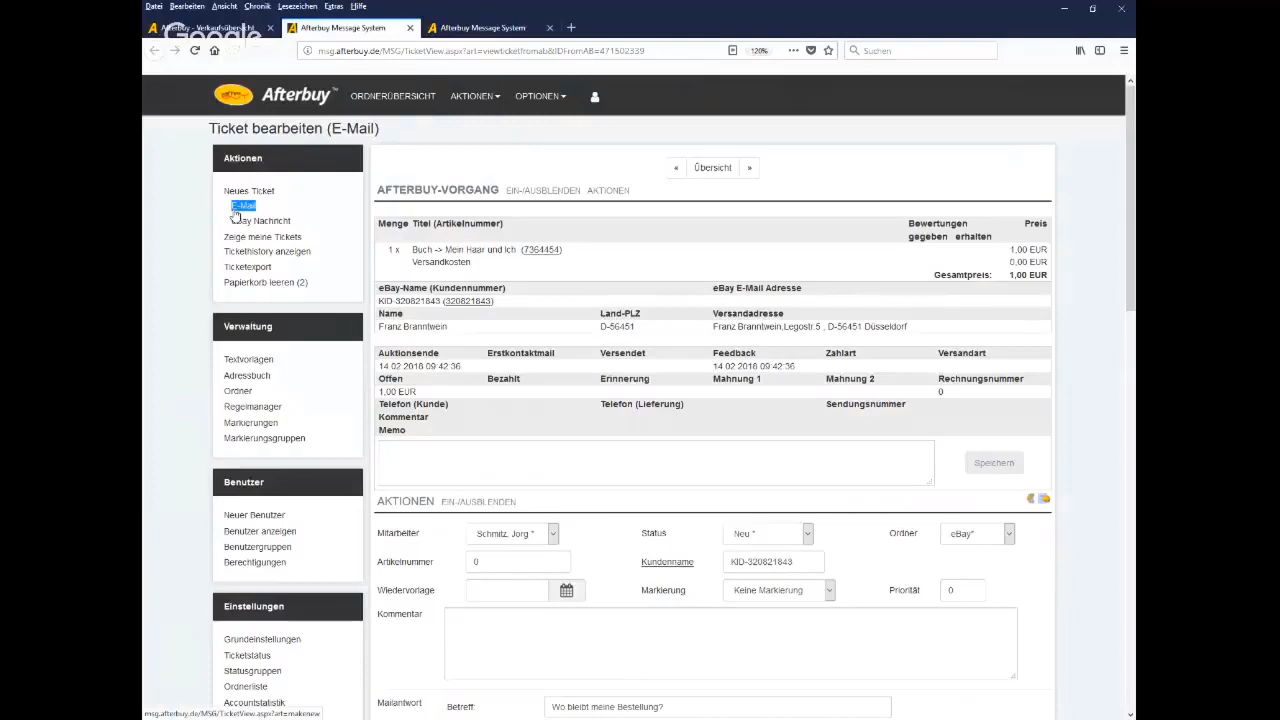 Datei Bearbeiten Ansicht Chronik Lesezeichen Extras Hilfe
Google
Afterbuy - Verkaufsübersicht Afterbuy Message System Afterbuy Message System
msg.afterbuy.de/MSG/TicketView.aspx?art=viewticketfromab&IDFromAB=471502339 120% Suchen
Afterbuy ORDNERÜBERSICHT AKTIONEN OPTIONEN
Ticket bearbeiten (E-Mail)
Aktionen
Neues Ticket
E-Mail
eBay Nachricht
Zeige meine Tickets
Tickethistory anzeigen
Ticketexport
Papierkorb leeren (2)
Verwaltung
Textvorlagen
Adressbuch
Ordner
Regelmanager
Markierungen
Markierungsgruppen
Benutzer
Neuer Benutzer
Benutzer anzeigen
Benutzergruppen
Berechtigungen
Einstellungen
Grundeinstellungen
Ticketstatus
Statusgruppen
Ordnerliste
Accountstatistik
« Übersicht »
AFTERBUY-VORGANG EIN-/AUSBLENDEN AKTIONEN
Menge Titel (Artikelnummer) Bewertungen Preis
gegeben erhalten
1 x Buch -> Mein Haar und Ich (7364454) 1,00 EUR
Versandkosten 0,00 EUR
Gesamtpreis: 1,00 EUR
eBay-Name (Kundennummer) eBay E-Mail Adresse
KID-320821843 (320821843)
Name Land-PLZ Versandadresse
Franz Branntwein D-56451 Franz Branntwein,Legostr.5 , D-56451 Düsseldorf
Auktionsende Erstkontaktmail Versendet Feedback Zahlart Versandart
14.02.2018 09:42:36 14.02.2018 09:42:36
Offen Bezahlt Erinnerung Mahnung 1 Mahnung 2 Rechnungsnummer
1,00 EUR 0
Telefon (Kunde) Telefon (Lieferung) Sendungsnummer
Kommentar
Memo
Speichern
AKTIONEN EIN-/AUSBLENDEN
Mitarbeiter Schmitz, Jörg * Status Neu * Ordner eBay*
Artikelnummer 0 Kundenname KID-320821843
Wiedervorlage Markierung Keine Markierung Priorität 0
Kommentar
Mailantwort Betreff: Wo bleibt meine Bestellung?
msg.afterbuy.de/MSG/TicketView.aspx?art=makenew